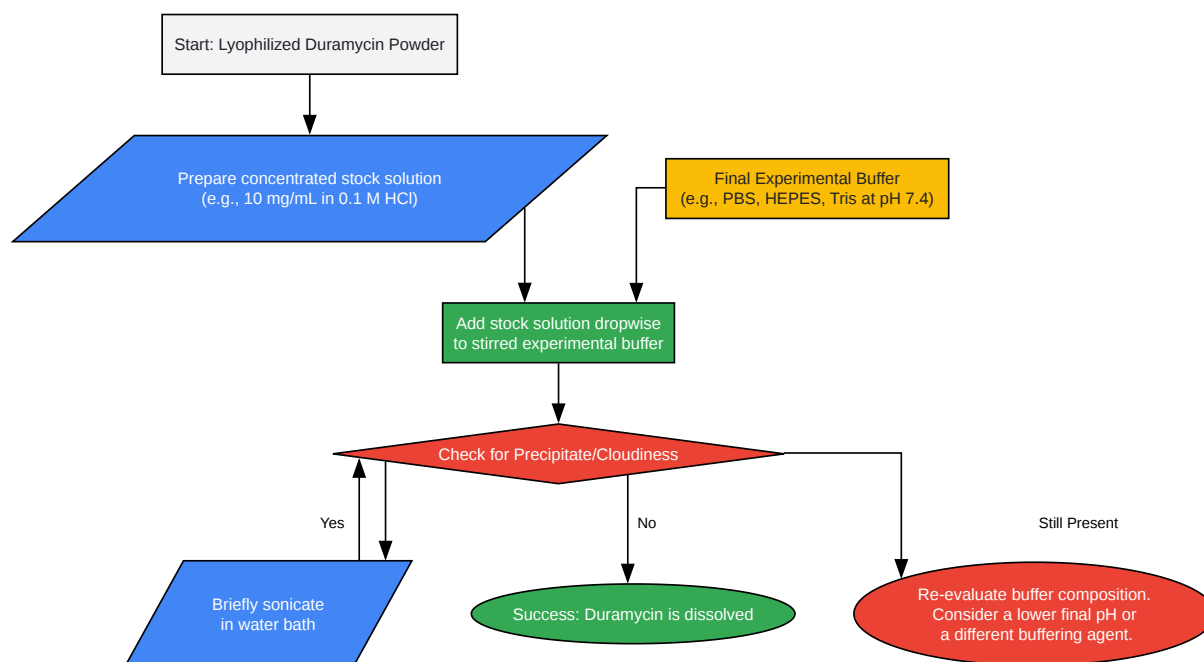 Start: Lyophilized Duramycin Powder
Prepare concentrated stock solution
(e.g., 10 mg/mL in 0.1 M HCl)
Final Experimental Buffer
(e.g., PBS, HEPES, Tris at pH 7.4)
Add stock solution dropwise
to stirred experimental buffer
Check for Precipitate/Cloudiness
Yes
No
Still Present
Briefly sonicate
in water bath
Success: Duramycin is dissolved
Re-evaluate buffer composition.
Consider a lower final pH or
a different buffering agent.